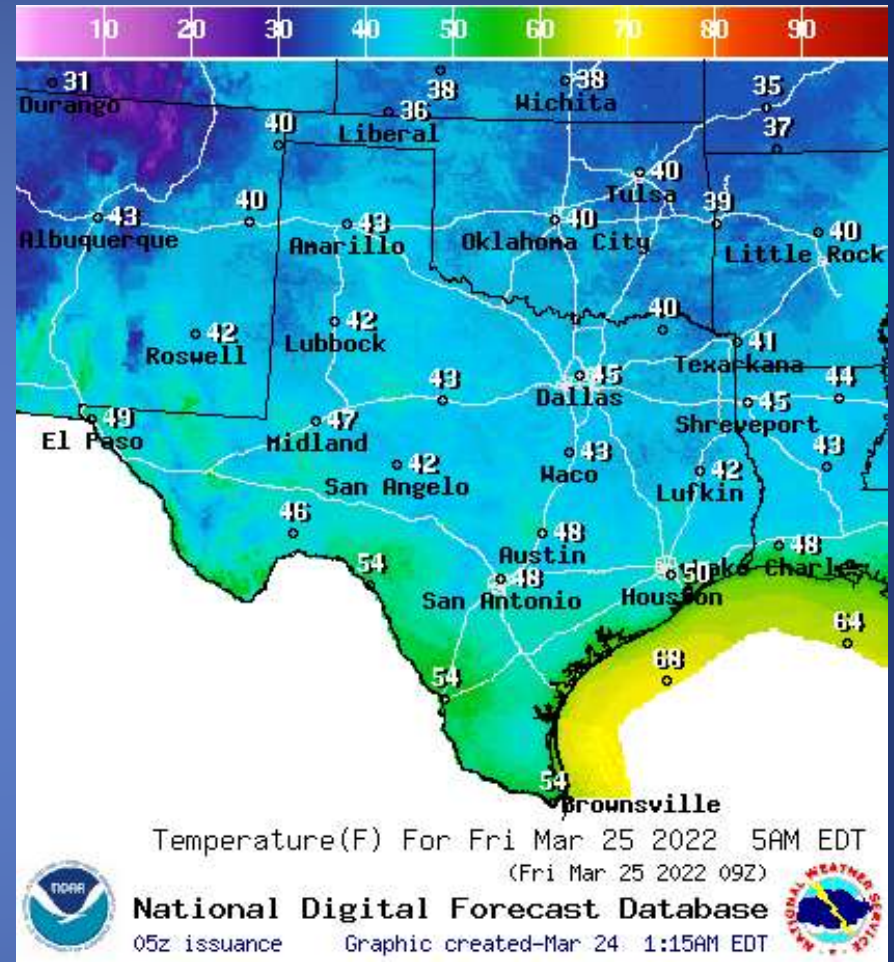 10 20 30 40 50 60 70 80 90
31
Durango
38
38
Wichita
35
36
Liberal
37
40
40
Tulsa
43
Albuquerque
40
43
Amarillo
40
Oklahoma City
39
40
Little Rock
42
Roswell
42
Lubbock
40
41
Texarkana
45
Dallas
43
45
Shreveport
44
49
El Paso
47
Midland
42
San Angelo
43
Waco
42
Lufkin
43
46
48
Austin
48
Lake Charles
54
48
San Antonio
50
Houston
64
68
54
54
Brownsville
Temperature(F) For Fri Mar 25 2022 5AM EDT
(Fri Mar 25 2022 09Z)
NOAA
NATIONAL WEATHER SERVICE
National Digital Forecast Database
05z issuance Graphic created-Mar 24 1:15AM EDT